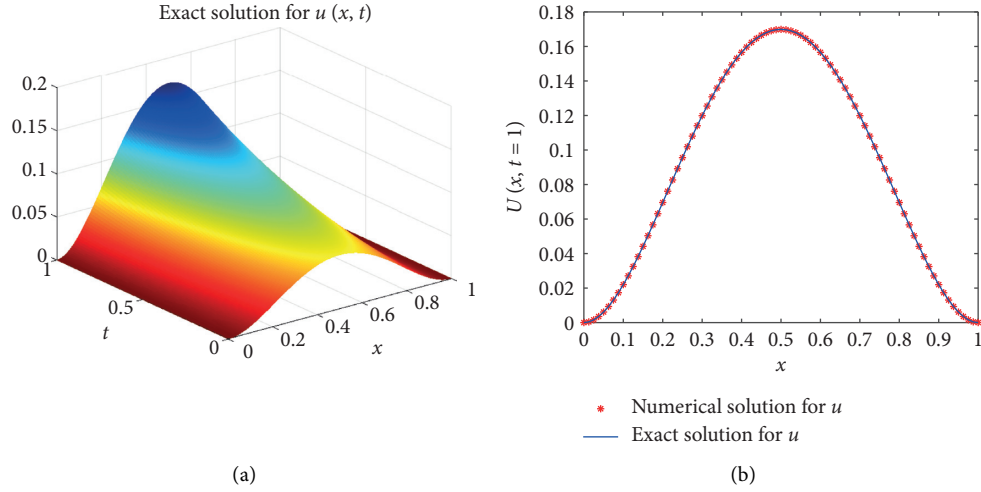 Exact solution for u (x, t)
0.2
0.15
0.1
0.05
0
1
0.5
0
t
0
0.2
0.4
0.6
0.8
1
x
(a)
0.18
0.16
0.14
0.12
0.1
0.08
0.06
0.04
0.02
0
U (x, t = 1)
0 0.1 0.2 0.3 0.4 0.5 0.6 0.7 0.8 0.9 1
x
Numerical solution for u
Exact solution for u
(b)